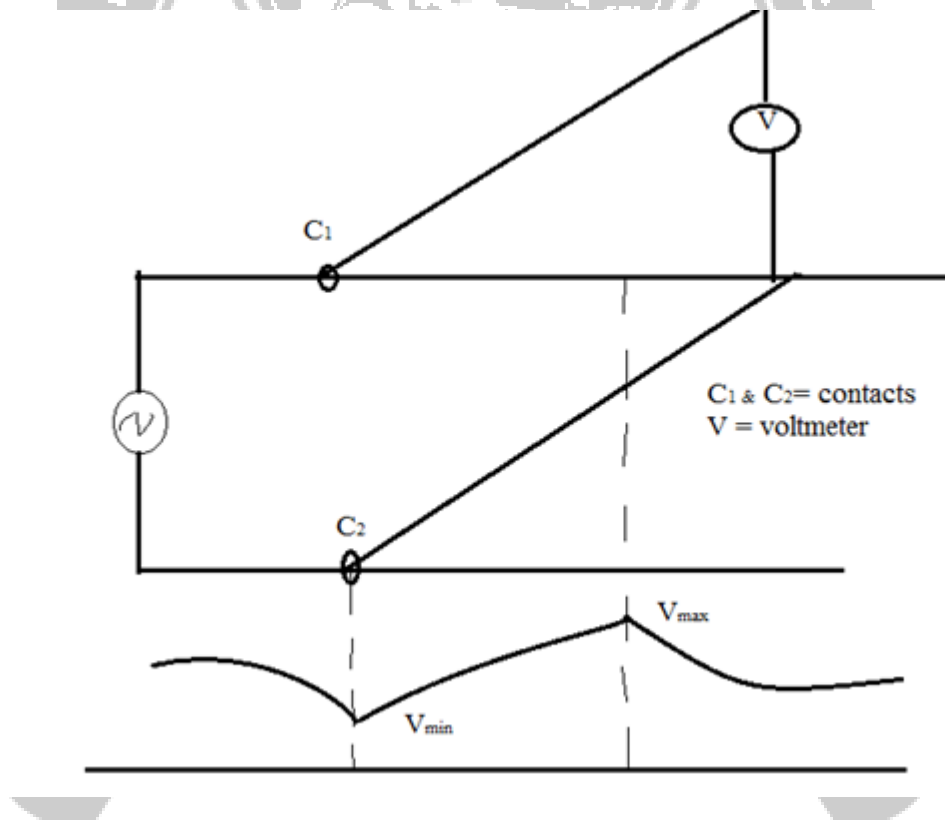 V
C₁
C₁ & C₂= contacts
V = voltmeter
C₂
Vmax
Vmin